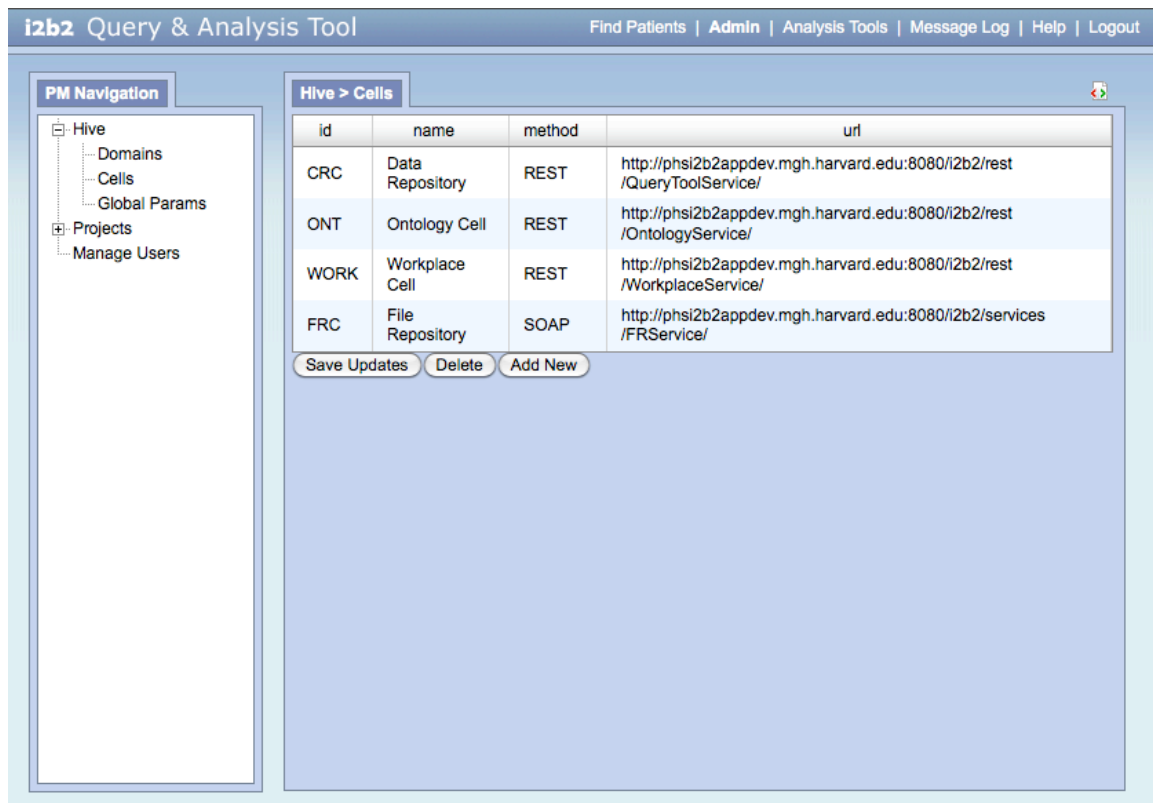 i2b2 Query & Analysis Tool
Find Patients | Admin | Analysis Tools | Message Log | Help | Logout
PM Navigation
Hive
Domains
Cells
Global Params
Projects
Manage Users
Hive > Cells
id name method url
CRC Data Repository REST http://phsi2b2appdev.mgh.harvard.edu:8080/i2b2/rest
/QueryToolService/
ONT Ontology Cell REST http://phsi2b2appdev.mgh.harvard.edu:8080/i2b2/rest
/OntologyService/
WORK Workplace Cell REST http://phsi2b2appdev.mgh.harvard.edu:8080/i2b2/rest
/WorkplaceService/
FRC File Repository SOAP http://phsi2b2appdev.mgh.harvard.edu:8080/i2b2/services
/FRService/
Save Updates Delete Add New